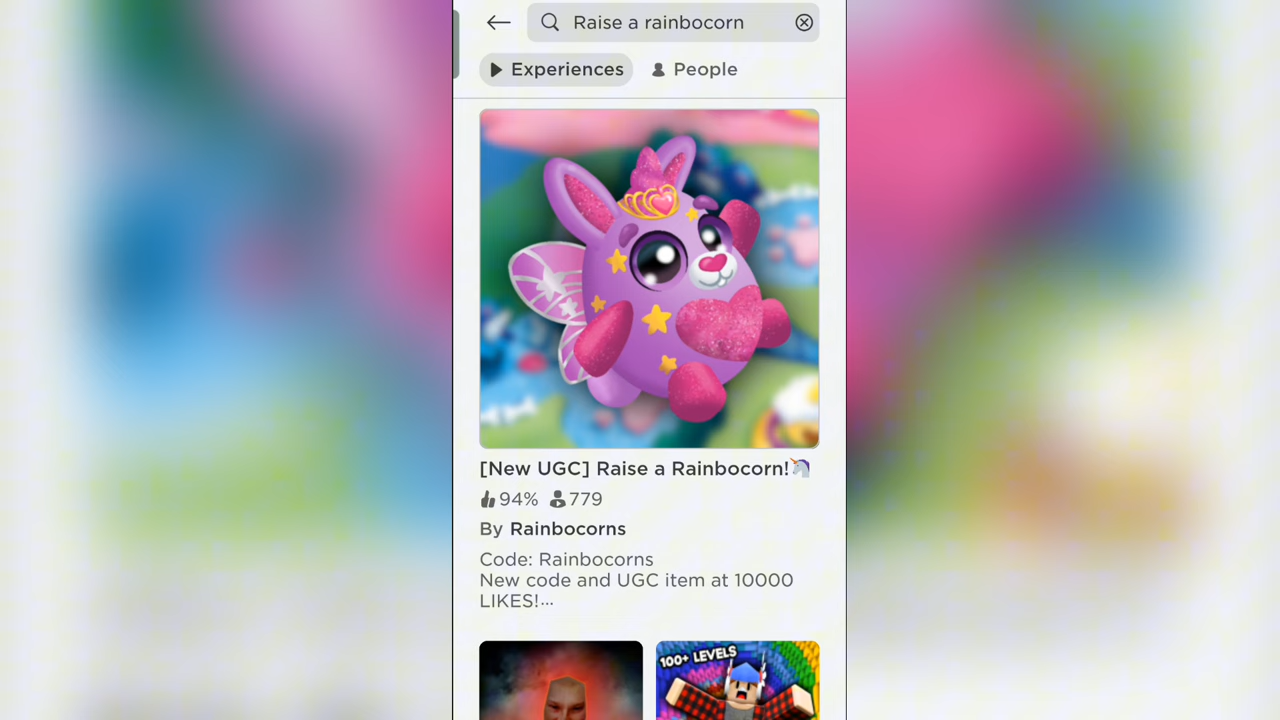 Raise a rainbocorn
Experiences
People
[New UGC] Raise a Rainbocorn!🦄
94% 779
By Rainbocorns
Code: Rainbocorns
New code and UGC item at 10000
LIKES!...
100+ LEVELS